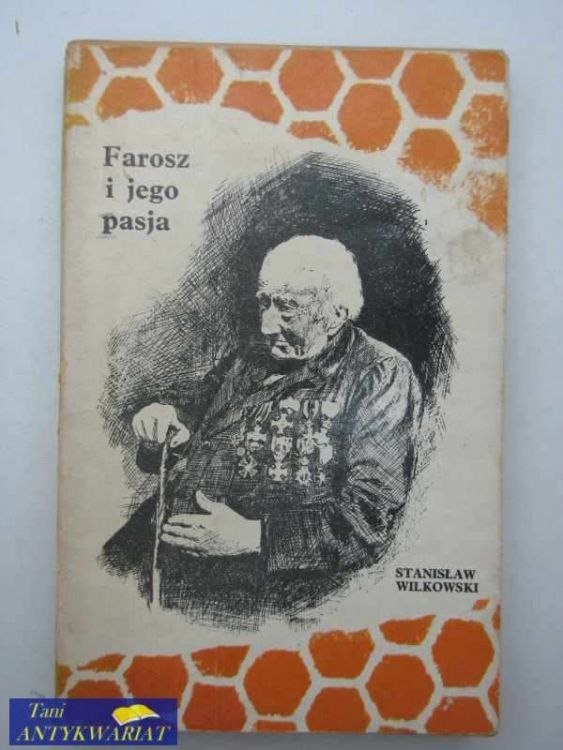 Farosz
i jego
pasja
STANISŁAW
WILKOWSKI
Tani
ANTYKWARIAT